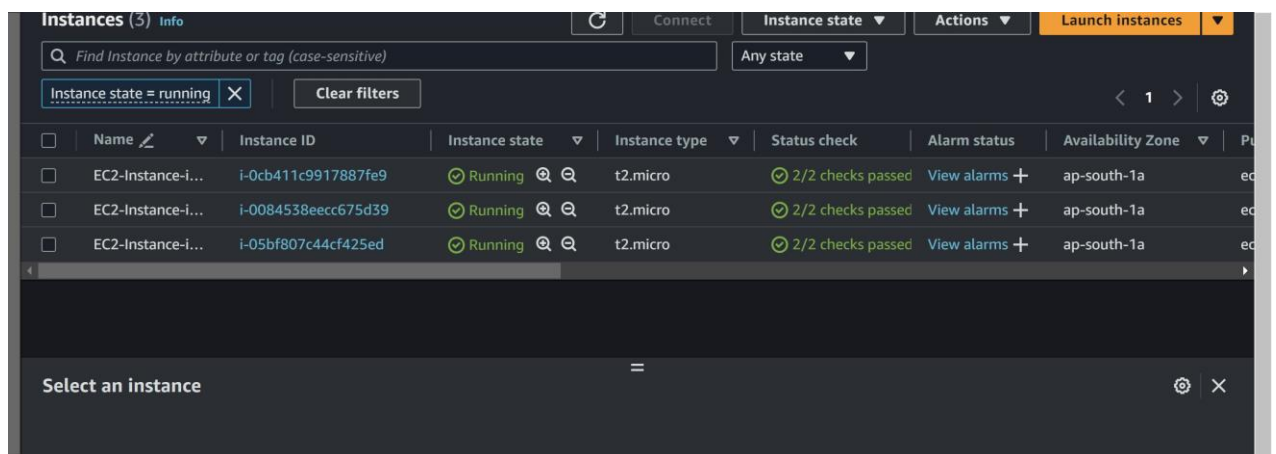 Instances (3) Info Connect Instance state Actions Launch instances
Find Instance by attribute or tag (case-sensitive) Any state
Instance state = running Clear filters 1
Name Instance ID Instance state Instance type Status check Alarm status Availability Zone Pu
EC2-Instance-i... i-0cb411c9917887fe9 Running t2.micro 2/2 checks passed View alarms + ap-south-1a ec
EC2-Instance-i... i-0084538eecc675d39 Running t2.micro 2/2 checks passed View alarms + ap-south-1a ec
EC2-Instance-i... i-05bf807c44cf425ed Running t2.micro 2/2 checks passed View alarms + ap-south-1a ec
Select an instance